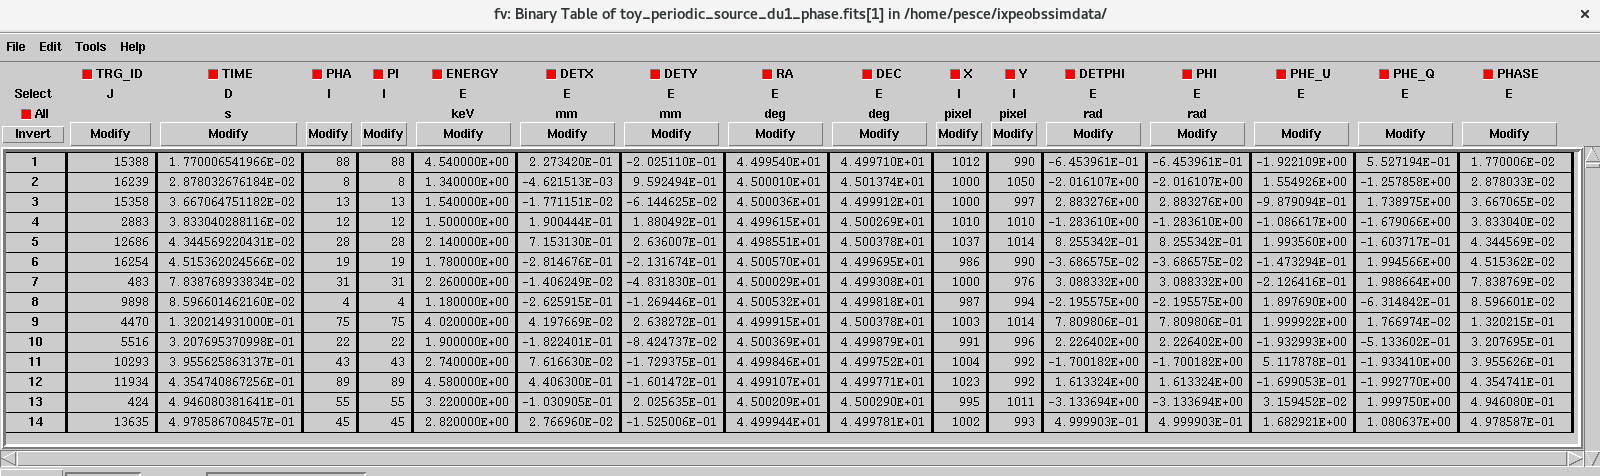 fv: Binary Table of toy_periodic_source_du1_phase.fits[1] in /home/pesce/ixpeobssimdata/ ×
File Edit Tools Help
TRG_ID TIME PHA PI ENERGY DETX DETY RA DEC X Y DETPHI PHI PHE_U PHE_Q PHASE
Select J D I I E E E E E I I E E E E E
All s keV mm mm deg deg pixel pixel rad rad
Invert Modify Modify Modify Modify Modify Modify Modify Modify Modify Modify Modify Modify Modify Modify Modify Modify
1 15388 1.770006541966E-02 88 88 4.540000E+00 2.273420E-01 -2.025110E-01 4.499540E+01 4.499710E+01 1012 990 -6.453961E-01 -6.453961E-01 -1.922109E+00 5.527194E-01 1.770006E-02
2 16239 2.878032676184E-02 8 8 1.340000E+00 -4.621513E-03 9.592494E-01 4.500010E+01 4.501374E+01 1000 1050 -2.016107E+00 -2.016107E+00 1.554926E+00 -1.257858E+00 2.878033E-02
3 15358 3.667064751182E-02 13 13 1.540000E+00 -1.771151E-02 -6.144625E-02 4.500036E+01 4.499912E+01 1000 997 2.883276E+00 2.883276E+00 -9.879094E-01 1.738975E+00 3.667065E-02
4 2883 3.833040288116E-02 12 12 1.500000E+00 1.900444E-01 1.880492E-01 4.499615E+01 4.500269E+01 1010 1010 -1.283610E+00 -1.283610E+00 -1.086617E+00 -1.679066E+00 3.833040E-02
5 12686 4.344569220431E-02 28 28 2.140000E+00 7.153130E-01 2.636007E-01 4.498551E+01 4.500378E+01 1037 1014 8.255342E-01 8.255342E-01 1.993560E+00 -1.603717E-01 4.344569E-02
6 16254 4.515362024566E-02 19 19 1.780000E+00 -2.814676E-01 -2.131674E-01 4.500570E+01 4.499695E+01 986 990 -3.686575E-02 -3.686575E-02 -1.473294E-01 1.994566E+00 4.515362E-02
7 483 7.838768933834E-02 31 31 2.260000E+00 -1.406249E-02 -4.831830E-01 4.500029E+01 4.499308E+01 1000 976 3.088332E+00 3.088332E+00 -2.126416E-01 1.988664E+00 7.838769E-02
8 9898 8.596601462160E-02 4 4 1.180000E+00 -2.625915E-01 -1.269446E-01 4.500532E+01 4.499818E+01 987 994 -2.195575E+00 -2.195575E+00 1.897690E+00 -6.314842E-01 8.596601E-02
9 4470 1.320214931000E-01 75 75 4.020000E+00 4.197669E-02 2.638272E-01 4.499915E+01 4.500378E+01 1003 1014 7.809806E-01 7.809806E-01 1.999922E+00 1.766974E-02 1.320215E-01
10 5516 3.207695370998E-01 22 22 1.900000E+00 -1.822401E-01 -8.424737E-02 4.500369E+01 4.499879E+01 991 996 2.226402E+00 2.226402E+00 -1.932993E+00 -5.133602E-01 3.207695E-01
11 10293 3.955625863137E-01 43 43 2.740000E+00 7.616630E-02 -1.729375E-01 4.499846E+01 4.499752E+01 1004 992 -1.700182E+00 -1.700182E+00 5.117878E-01 -1.933410E+00 3.955626E-01
12 11934 4.354740867256E-01 89 89 4.580000E+00 4.406300E-01 -1.601472E-01 4.499107E+01 4.499771E+01 1023 992 1.613324E+00 1.613324E+00 -1.699053E-01 -1.992770E+00 4.354741E-01
13 424 4.946080381641E-01 55 55 3.220000E+00 -1.030905E-01 2.025635E-01 4.500209E+01 4.500290E+01 995 1011 -3.133694E+00 -3.133694E+00 3.159452E-02 1.999750E+00 4.946080E-01
14 13635 4.978586708457E-01 45 45 2.820000E+00 2.766960E-02 -1.525006E-01 4.499944E+01 4.499781E+01 1002 993 4.999903E-01 4.999903E-01 1.682921E+00 1.080637E+00 4.978587E-01